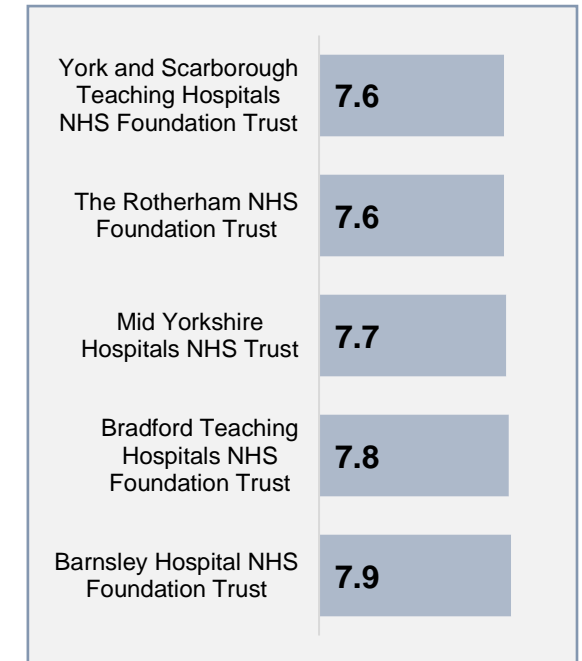 York and Scarborough
Teaching Hospitals
NHS Foundation Trust
7.6
The Rotherham NHS
Foundation Trust
7.6
Mid Yorkshire
Hospitals NHS Trust
7.7
Bradford Teaching
Hospitals NHS
Foundation Trust
7.8
Barnsley Hospital NHS
Foundation Trust
7.9